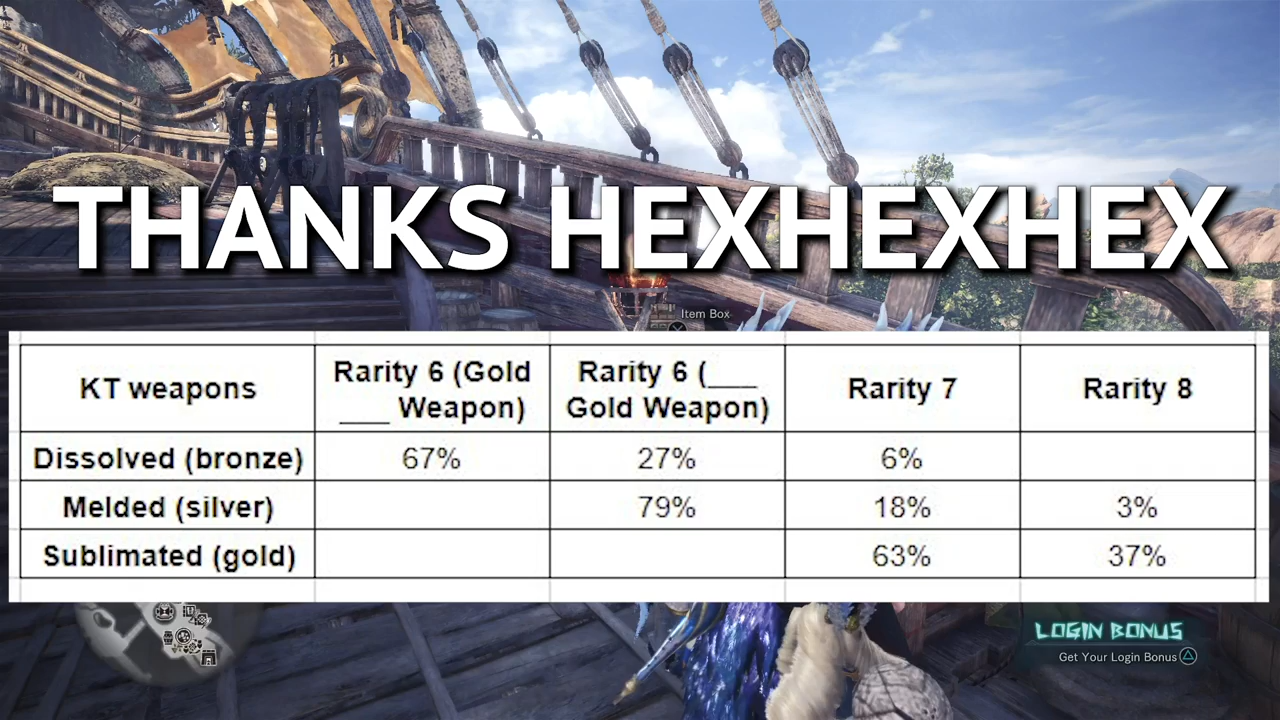 THANKS HEXHEXHEX
Item Box
KT weapons
Rarity 6 (Gold
___ Weapon)
Rarity 6 (___
Gold Weapon)
Rarity 7
Rarity 8
Dissolved (bronze)
67%
27%
6%
Melded (silver)
79%
18%
3%
Sublimated (gold)
63%
37%
LOGIN BONUS
Get Your Login Bonus